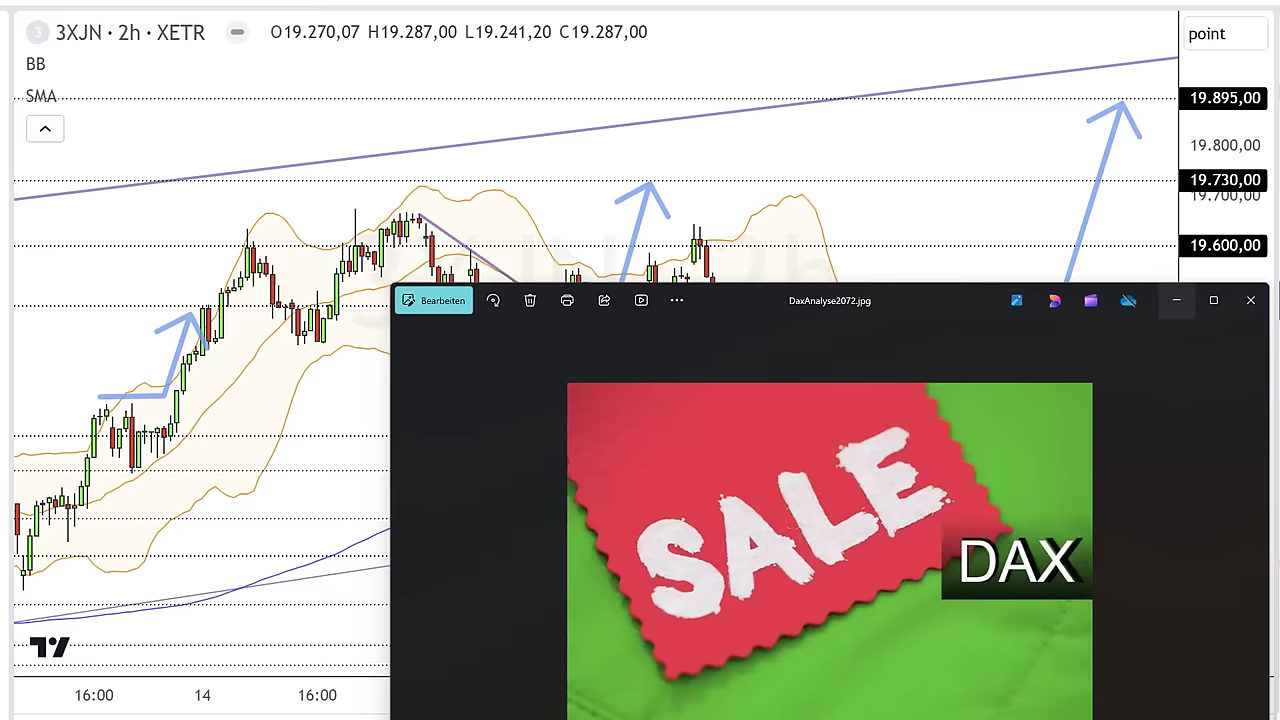 3 3XJN · 2h · XETR O19.270,07 H19.287,00 L19.241,20 C19.287,00
point
BB
SMA
19.895,00
19.800,00
19.730,00
19.700,00
19.600,00
Bearbeiten
DaxAnalyse2072.jpg
SALE
DAX
16:00 14 16:00